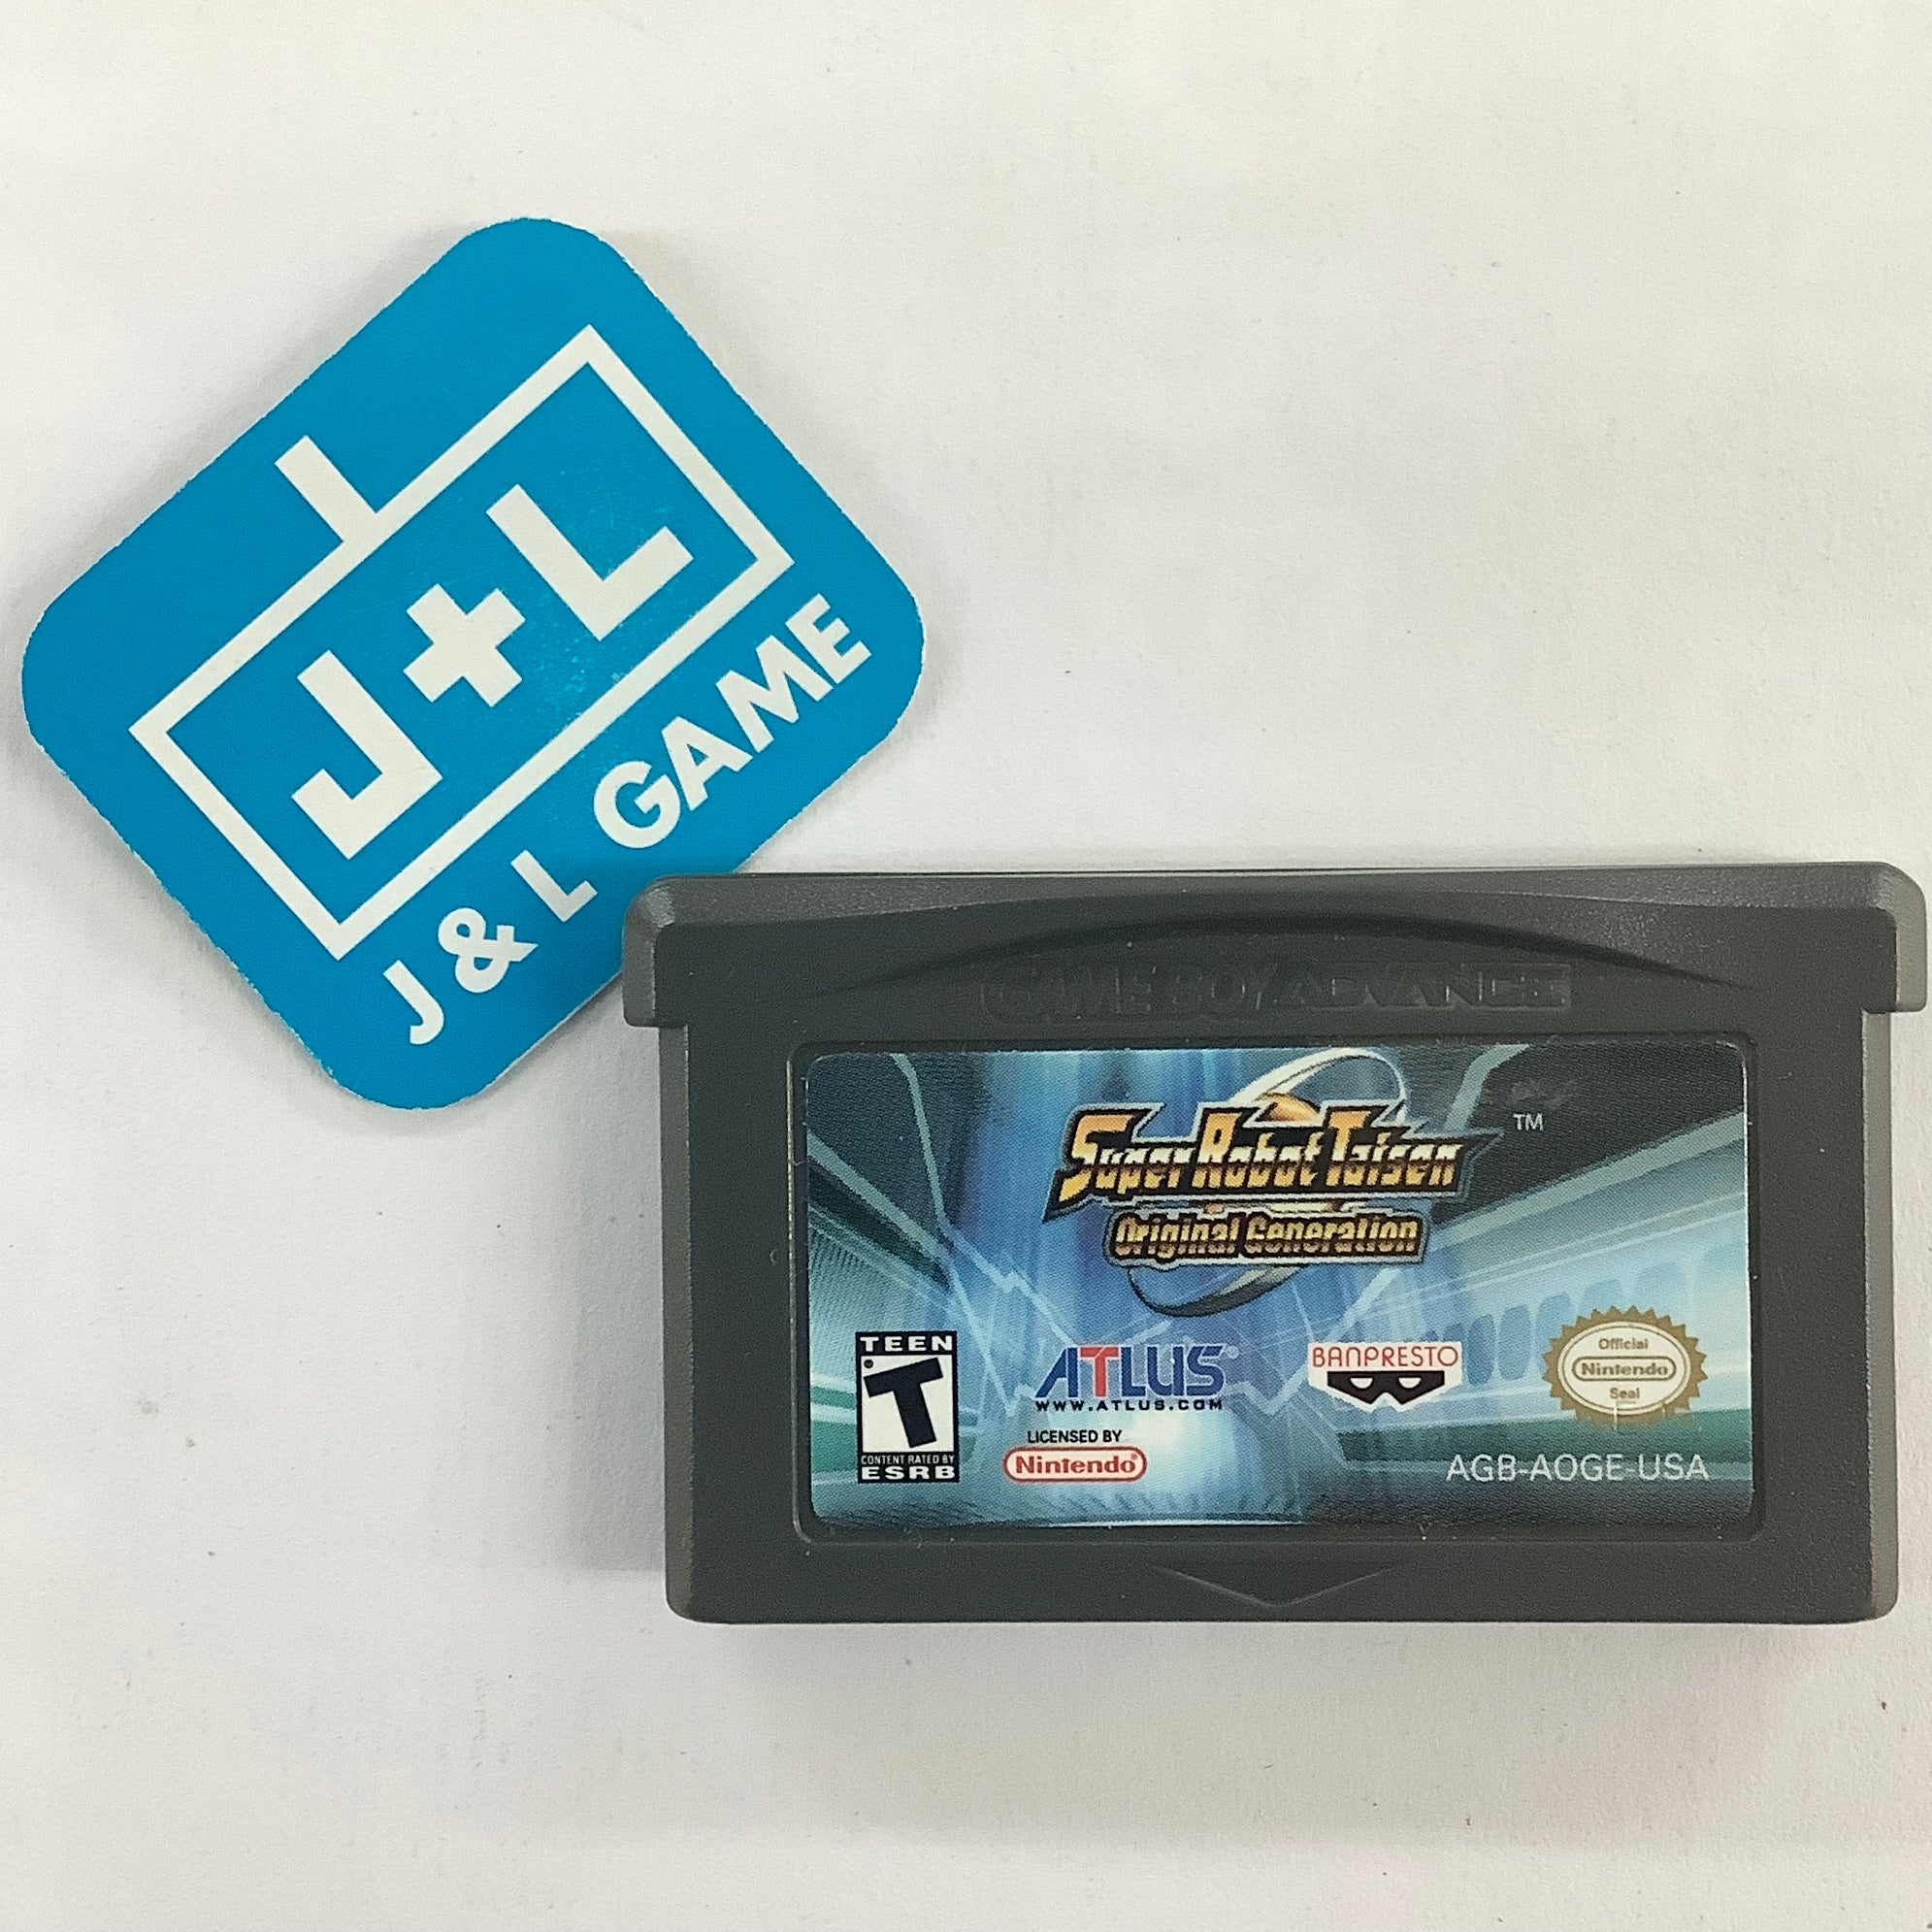 J+L
J & L GAME
GAME BOY ADVANCE
Super Robot Taisen
TM
Original Generation
TEEN
T
CONTENT RATED BY
ESRB
ATLUS®
WWW.ATLUS.COM
LICENSED BY
Nintendo®
BANPRESTO
Official
Nintendo
Seal
AGB-AOGE-USA